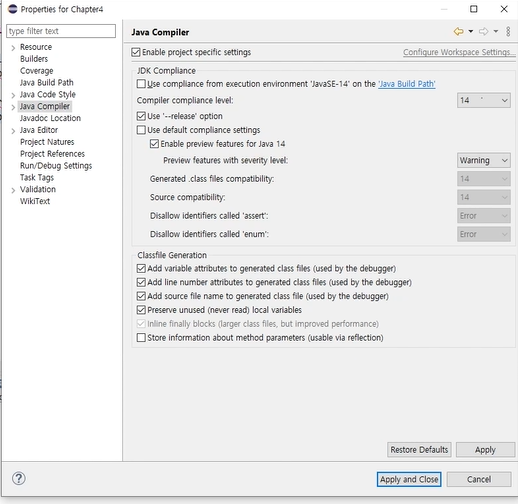 Properties for Chapter4
type filter text
Resource
Builders
Coverage
Java Build Path
Java Code Style
Java Compiler
Javadoc Location
Java Editor
Project Natures
Project References
Run/Debug Settings
Task Tags
Validation
WikiText
Java Compiler
Enable project specific settings
Configure Workspace Settings...
JDK Compliance
Use compliance from execution environment 'JavaSE-14' on the 'Java Build Path'
Compiler compliance level: 14
Use '--release' option
Use default compliance settings
Enable preview features for Java 14
Preview features with severity level: Warning
Generated .class files compatibility: 14
Source compatibility: 14
Disallow identifiers called 'assert': Error
Disallow identifiers called 'enum': Error
Classfile Generation
Add variable attributes to generated class files (used by the debugger)
Add line number attributes to generated class files (used by the debugger)
Add source file name to generated class file (used by the debugger)
Preserve unused (never read) local variables
Inline finally blocks (larger class files, but improved performance)
Store information about method parameters (usable via reflection)
Restore Defaults Apply
Apply and Close Cancel